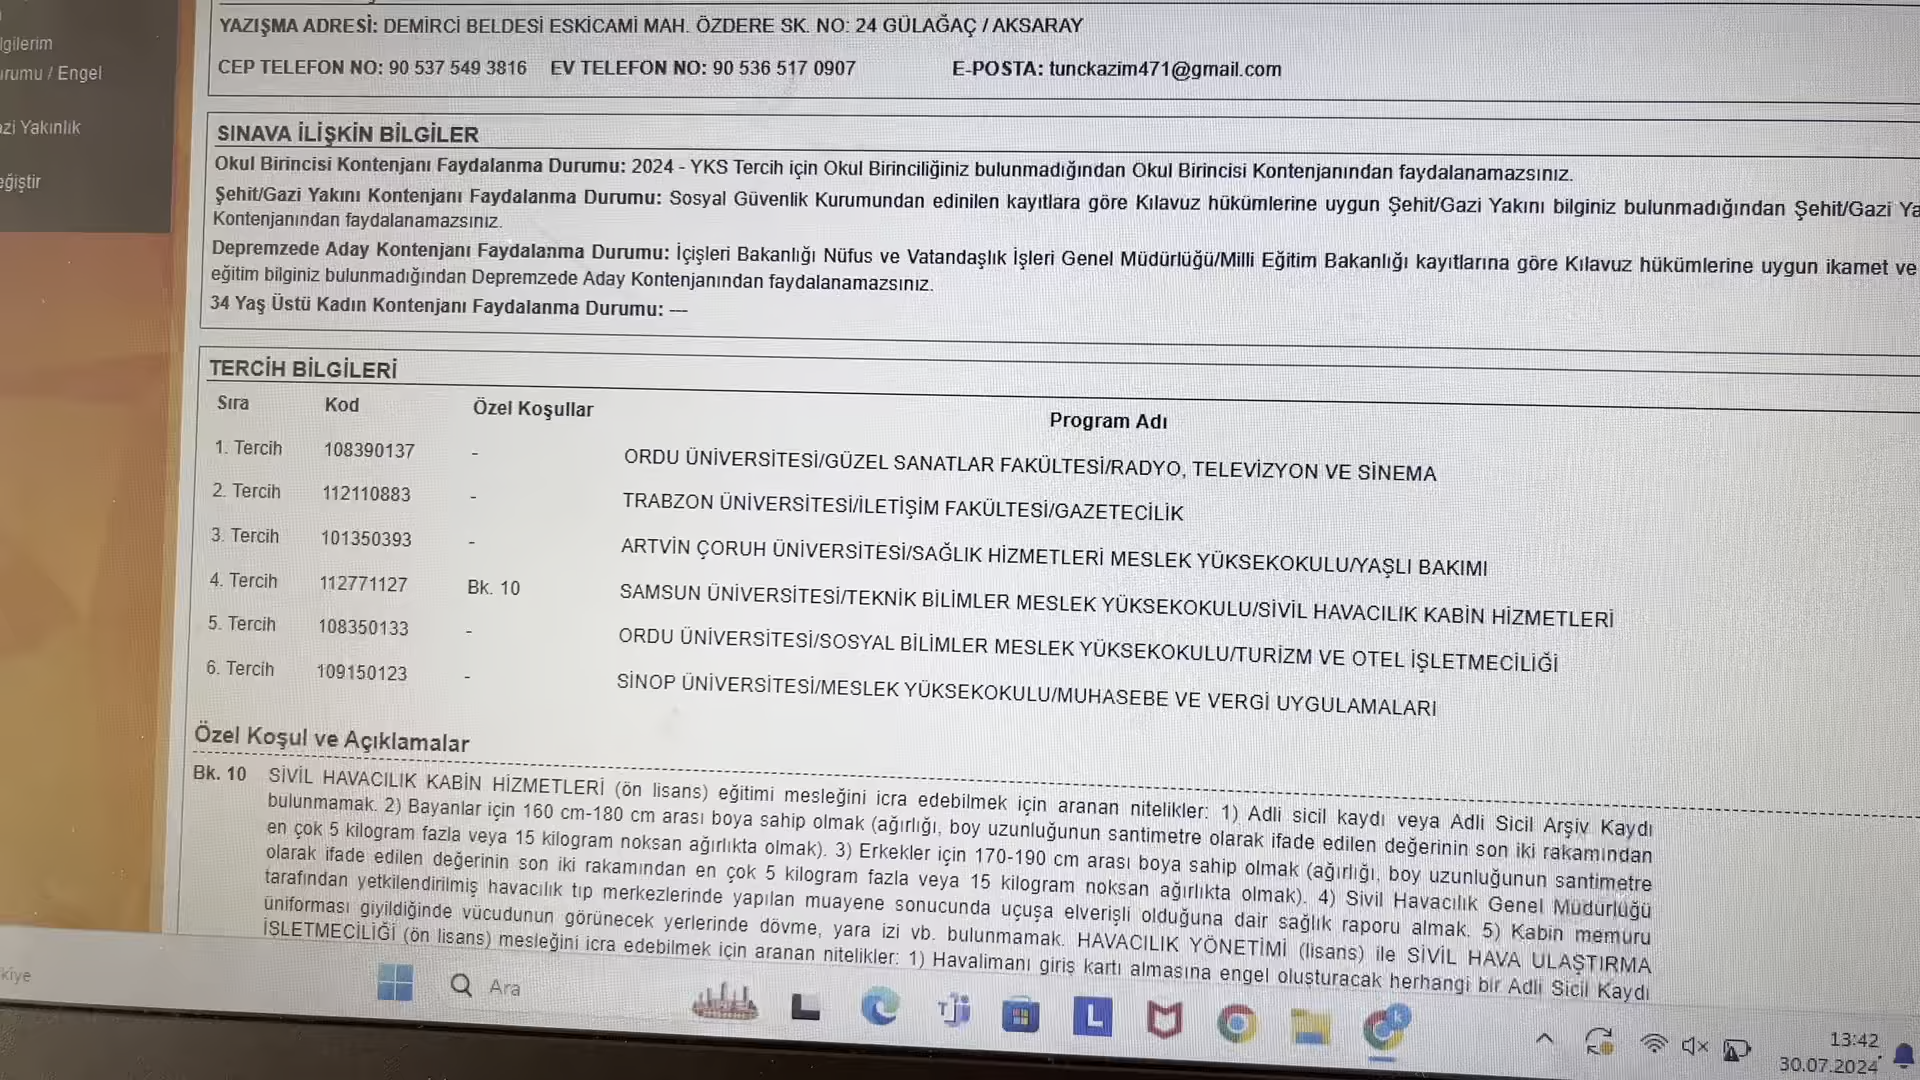 lgilerim
urumu / Engel
azi Yakınlık
eğiştir
YAZIŞMA ADRESİ: DEMİRCİ BELDESİ ESKİCAMİ MAH. ÖZDERE SK. NO: 24 GÜLAĞAÇ / AKSARAY
CEP TELEFON NO: 90 537 549 3816 EV TELEFON NO: 90 536 517 0907 E-POSTA: tunckazim471@gmail.com
SINAVA İLİŞKİN BİLGİLER
Okul Birincisi Kontenjanı Faydalanma Durumu: 2024 - YKS Tercih için Okul Birinciliğiniz bulunmadığından Okul Birincisi Kontenjanından faydalanamazsınız.
Şehit/Gazi Yakını Kontenjanı Faydalanma Durumu: Sosyal Güvenlik Kurumundan edinilen kayıtlara göre Kılavuz hükümlerine uygun Şehit/Gazi Yakını bilginiz bulunmadığından Şehit/Gazi Ya
Kontenjanından faydalanamazsınız.
Depremzede Aday Kontenjanı Faydalanma Durumu: İçişleri Bakanlığı Nüfus ve Vatandaşlık İşleri Genel Müdürlüğü/Milli Eğitim Bakanlığı kayıtlarına göre Kılavuz hükümlerine uygun ikamet ve
eğitim bilginiz bulunmadığından Depremzede Aday Kontenjanından faydalanamazsınız.
34 Yaş Üstü Kadın Kontenjanı Faydalanma Durumu: ---
TERCİH BİLGİLERİ
Sıra Kod Özel Koşullar Program Adı
1. Tercih 108390137 - ORDU ÜNİVERSİTESİ/GÜZEL SANATLAR FAKÜLTESİ/RADYO, TELEVİZYON VE SİNEMA
2. Tercih 112110883 - TRABZON ÜNİVERSİTESİ/İLETİŞİM FAKÜLTESİ/GAZETECİLİK
3. Tercih 101350393 - ARTVİN ÇORUH ÜNİVERSİTESİ/SAĞLIK HİZMETLERİ MESLEK YÜKSEKOKULU/YAŞLI BAKIMI
4. Tercih 112771127 Bk. 10 SAMSUN ÜNİVERSİTESİ/TEKNİK BİLİMLER MESLEK YÜKSEKOKULU/SİVİL HAVACILIK KABİN HİZMETLERİ
5. Tercih 108350133 - ORDU ÜNİVERSİTESİ/SOSYAL BİLİMLER MESLEK YÜKSEKOKULU/TURİZM VE OTEL İŞLETMECİLİĞİ
6. Tercih 109150123 - SİNOP ÜNİVERSİTESİ/MESLEK YÜKSEKOKULU/MUHASEBE VE VERGİ UYGULAMALARI
Özel Koşul ve Açıklamalar
Bk. 10 SİVİL HAVACILIK KABİN HİZMETLERİ (ön lisans) eğitimi mesleğini icra edebilmek için aranan nitelikler: 1) Adli sicil kaydı veya Adli Sicil Arşiv Kaydı
bulunmamak. 2) Bayanlar için 160 cm-180 cm arası boya sahip olmak (ağırlığı, boy uzunluğunun santimetre olarak ifade edilen değerinin son iki rakamından
en çok 5 kilogram fazla veya 15 kilogram noksan ağırlıkta olmak). 3) Erkekler için 170-190 cm arası boya sahip olmak (ağırlığı, boy uzunluğunun santimetre
olarak ifade edilen değerinin son iki rakamından en çok 5 kilogram fazla veya 15 kilogram noksan ağırlıkta olmak). 4) Sivil Havacılık Genel Müdürlüğü
tarafından yetkilendirilmiş havacılık tıp merkezlerinde yapılan muayene sonucunda uçuşa elverişli olduğuna dair sağlık raporu almak. 5) Kabin memuru
üniforması giyildiğinde vücudunun görünecek yerlerinde dövme, yara izi vb. bulunmamak. HAVACILIK YÖNETİMİ (lisans) ile SİVİL HAVA ULAŞTIRMA
İŞLETMECİLİĞİ (ön lisans) mesleğini icra edebilmek için aranan nitelikler: 1) Havalimanı giriş kartı almasına engel oluşturacak herhangi bir Adli Sicil Kaydı
kiye
Ara
13:42
30.07.2024